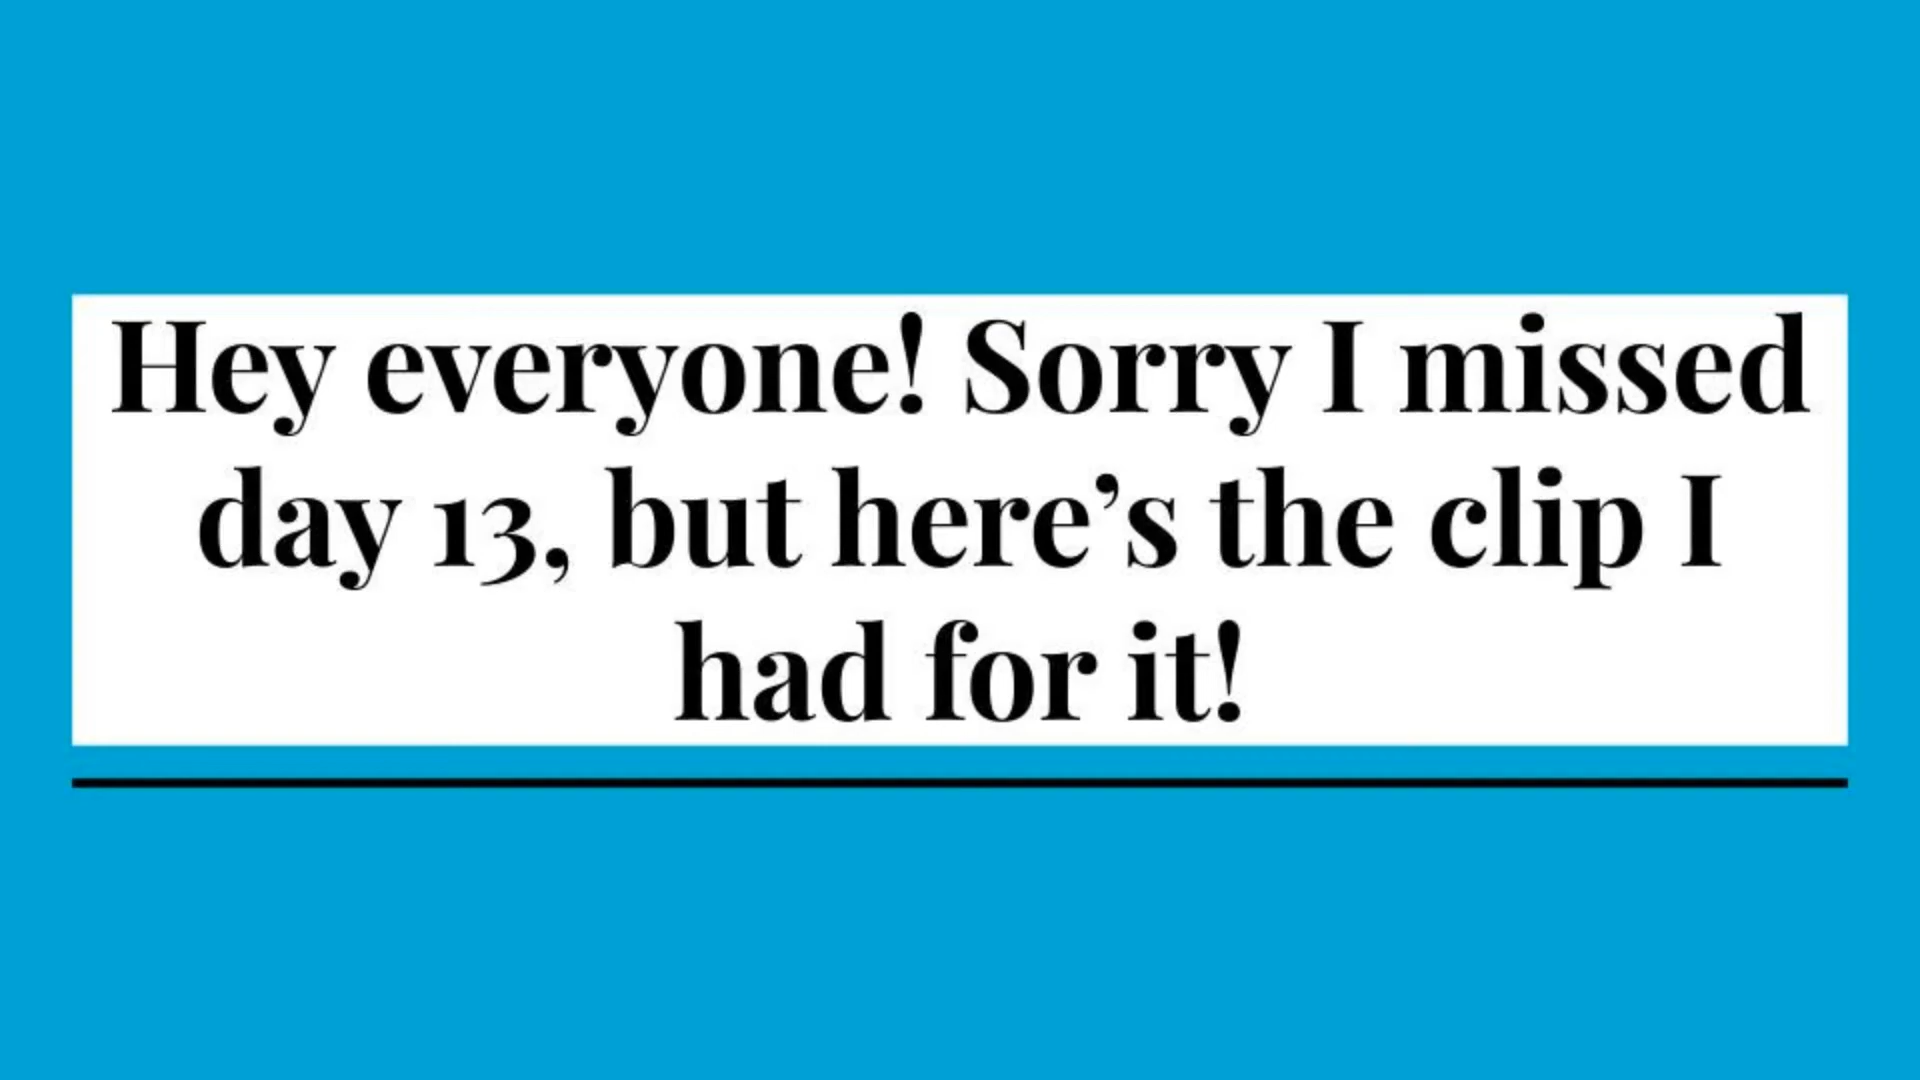 Hey everyone! Sorry I missed
day 13, but here’s the clip I
had for it!